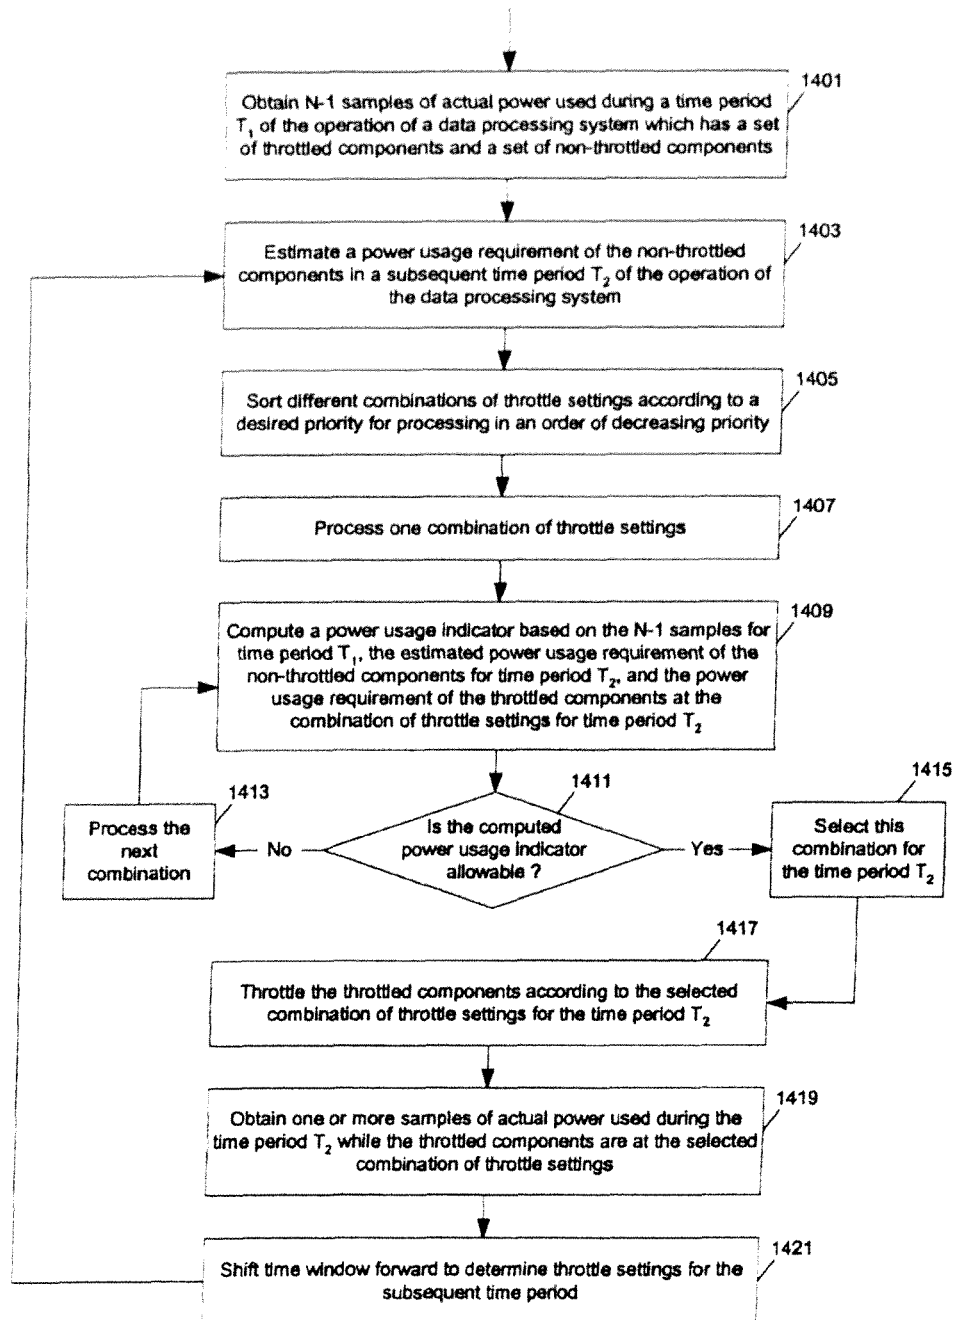 1401
Obtain N-1 samples of actual power used during a time period
T1 of the operation of a data processing system which has a set
of throttled components and a set of non-throttled components
1403
Estimate a power usage requirement of the non-throttled
components in a subsequent time period T2 of the operation of
the data processing system
1405
Sort different combinations of throttle settings according to a
desired priority for processing in an order of decreasing priority
1407
Process one combination of throttle settings
1409
Compute a power usage indicator based on the N-1 samples for
time period T1, the estimated power usage requirement of the
non-throttled components for time period T2, and the power
usage requirement of the throttled components at the
combination of throttle settings for time period T2
1411
Is the computed
power usage indicator
allowable ?
No
Yes
1413
Process the
next
combination
1415
Select this
combination for
the time period T2
1417
Throttle the throttled components according to the selected
combination of throttle settings for the time period T2
1419
Obtain one or more samples of actual power used during the
time period T2 while the throttled components are at the selected
combination of throttle settings
1421
Shift time window forward to determine throttle settings for the
subsequent time period